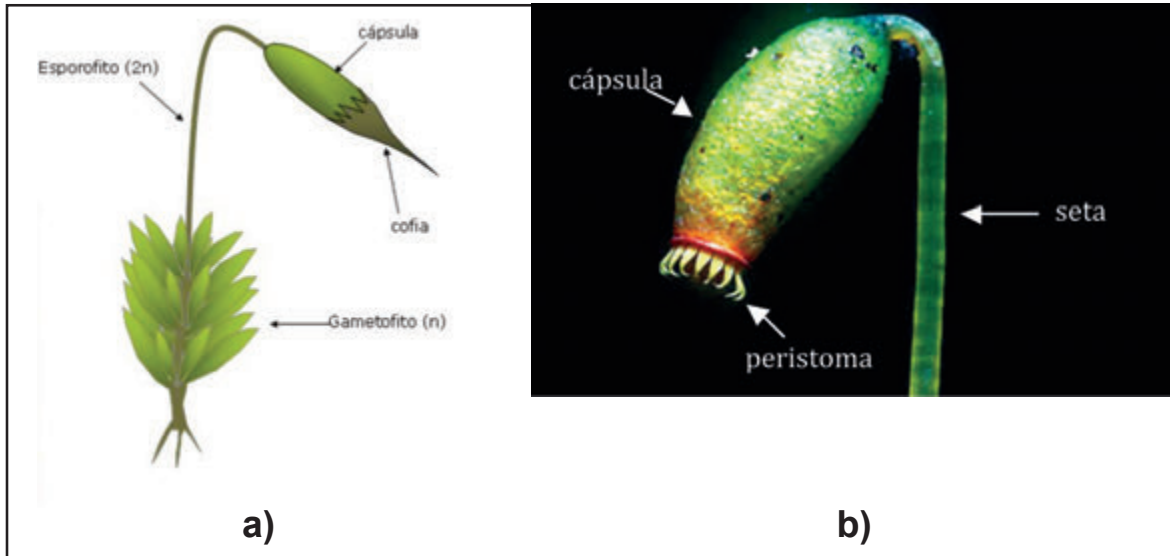 cápsula
Esporofito (2n)
cofia
Gametofito (n)
a)
cápsula
seta
peristoma
b)